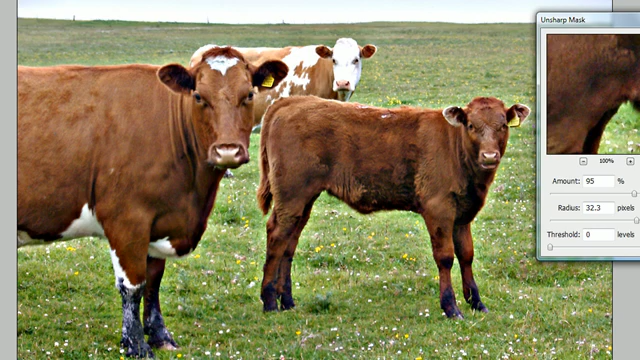 Unsharp Mask
100%
Amount: 95 %
Radius: 32.3 pixels
Threshold: 0 levels